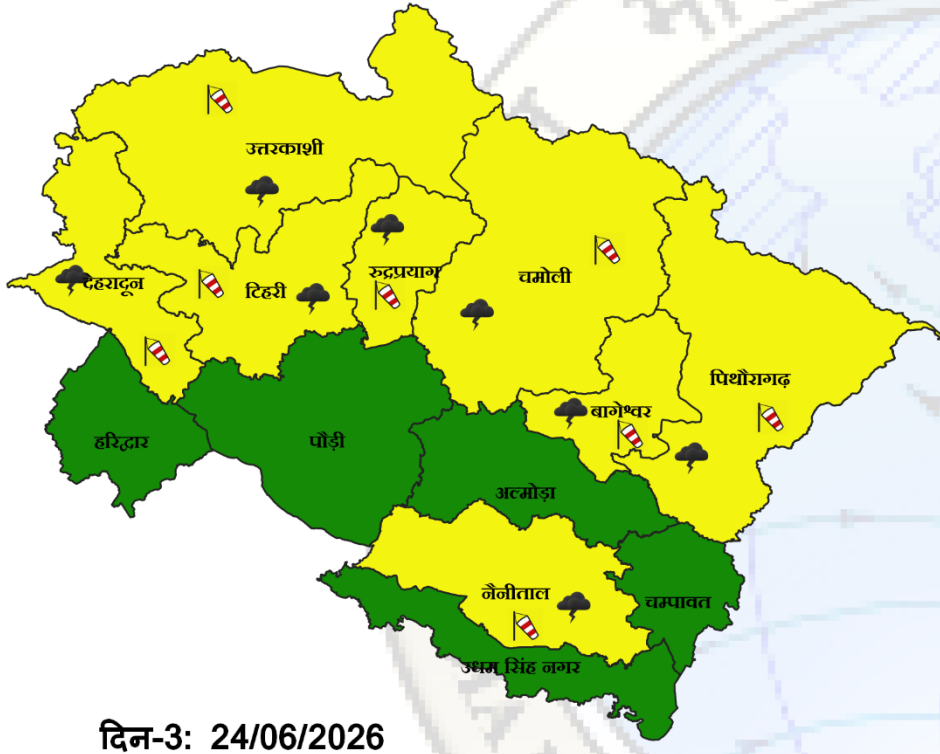 उत्तरकाशी
देहरादून
टिहरी
रुद्रप्रयाग
चमोली
पिथौरागढ़
बागेश्वर
हरिद्वार
पौड़ी
अल्मोड़ा
नैनीताल
चम्पावत
उधम सिंह नगर
दिन-3: 24/06/2026